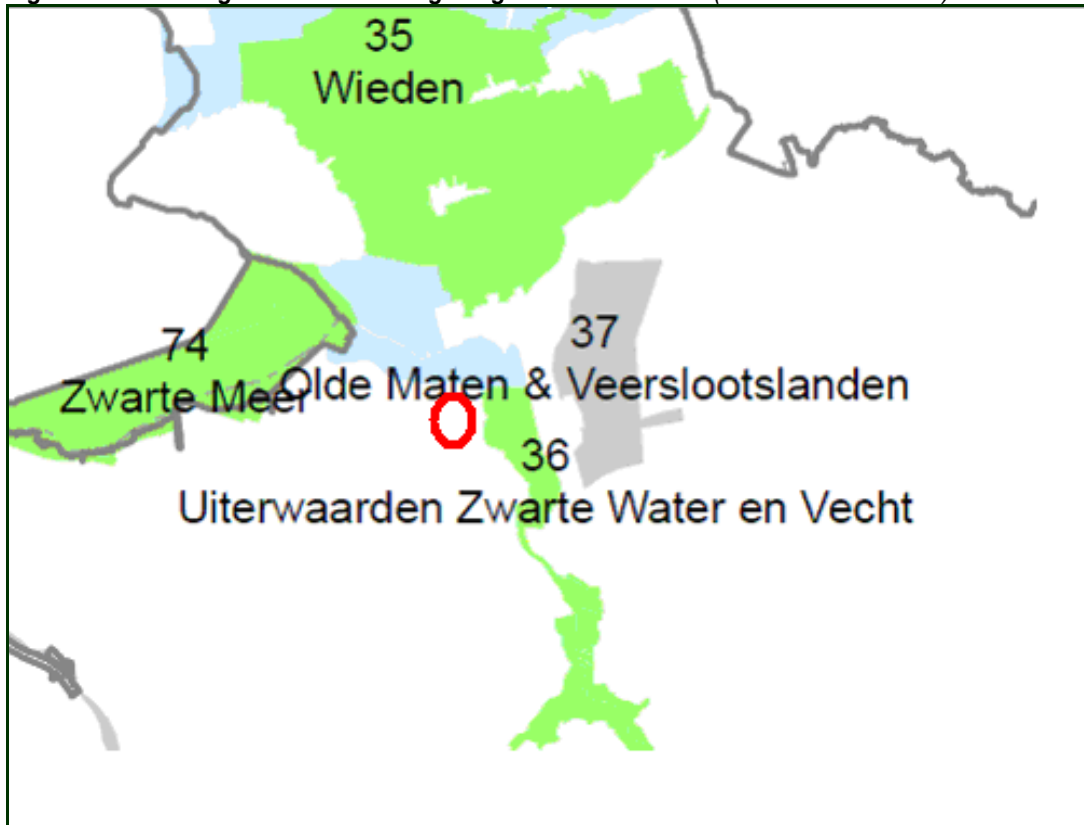 35
Wieden
37
74
Olde Maten & Veerslootslanden
Zwarte Meer
36
Uiterwaarden Zwarte Water en Vecht